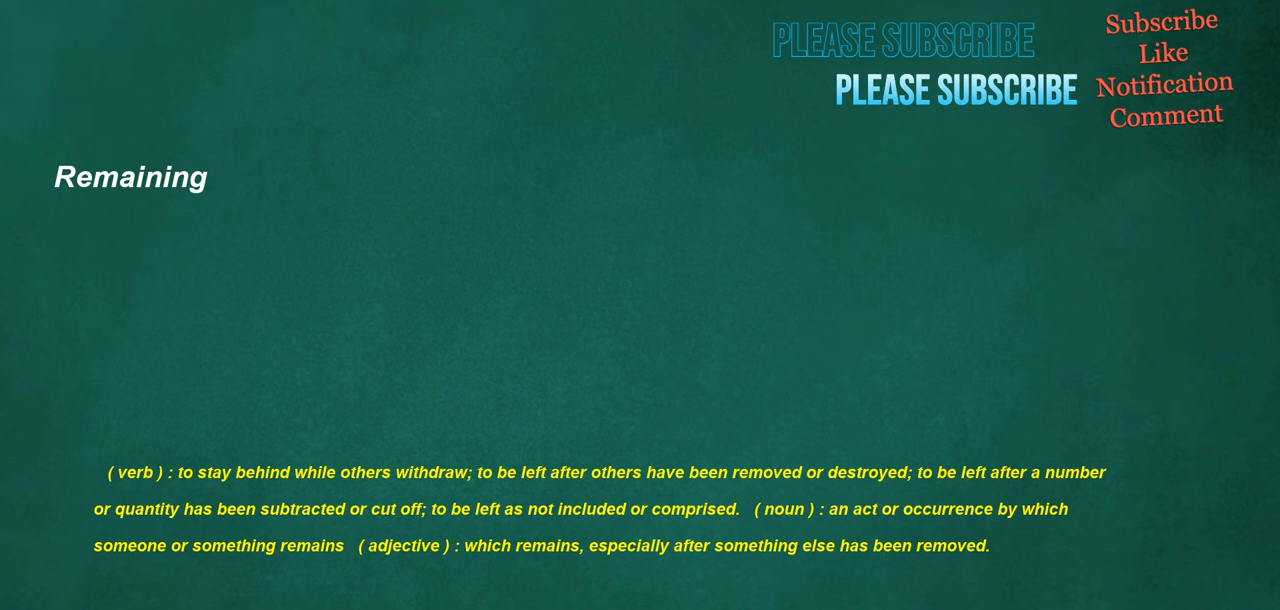 PLEASE SUBSCRIBE
PLEASE SUBSCRIBE
Subscribe
Like
Notification
Comment
Remaining
( verb ) : to stay behind while others withdraw; to be left after others have been removed or destroyed; to be left after a number
or quantity has been subtracted or cut off; to be left as not included or comprised. ( noun ) : an act or occurrence by which
someone or something remains ( adjective ) : which remains, especially after something else has been removed.